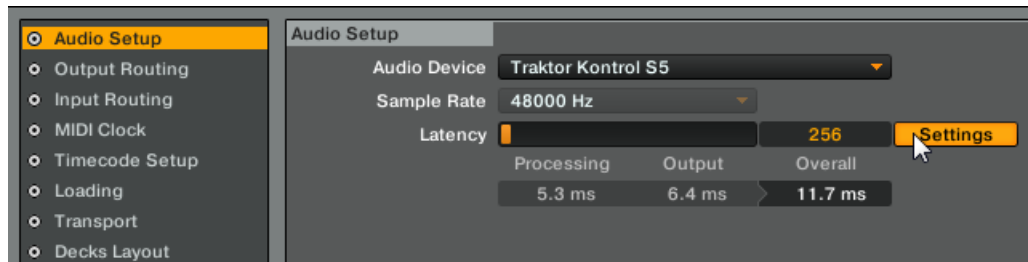 Audio Setup
Output Routing
Input Routing
MIDI Clock
Timecode Setup
Loading
Transport
Decks Layout
Audio Setup
Audio Device Traktor Kontrol S5
Sample Rate 48000 Hz
Latency 256 Settings
Processing Output Overall
5.3 ms 6.4 ms 11.7 ms